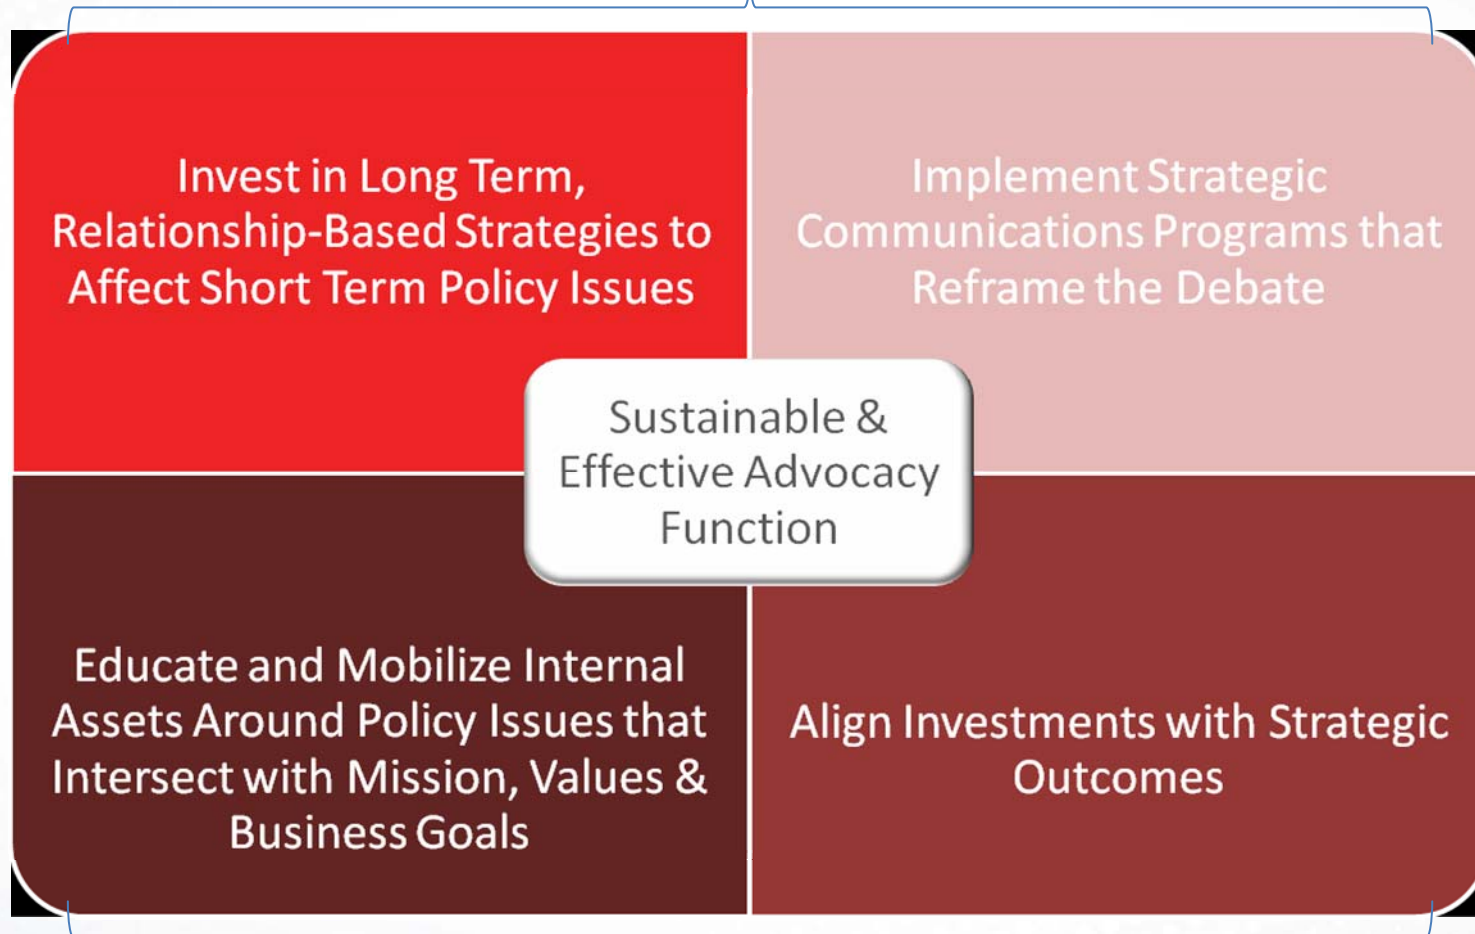 Invest in Long Term,
Relationship-Based Strategies to
Affect Short Term Policy Issues
Implement Strategic
Communications Programs that
Reframe the Debate
Sustainable &
Effective Advocacy
Function
Educate and Mobilize Internal
Assets Around Policy Issues that
Intersect with Mission, Values &
Business Goals
Align Investments with Strategic
Outcomes